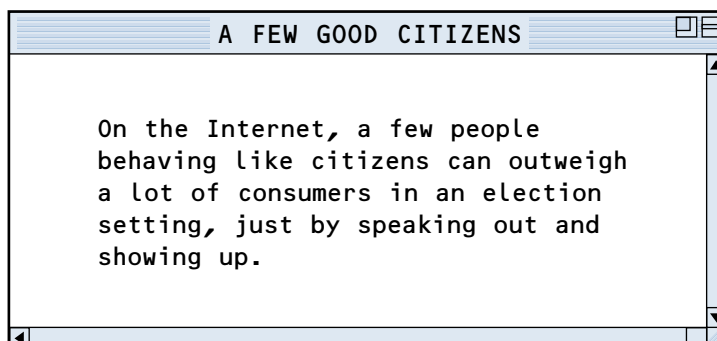 A FEW GOOD CITIZENS
On the Internet, a few people
behaving like citizens can outweigh
a lot of consumers in an election
setting, just by speaking out and
showing up.